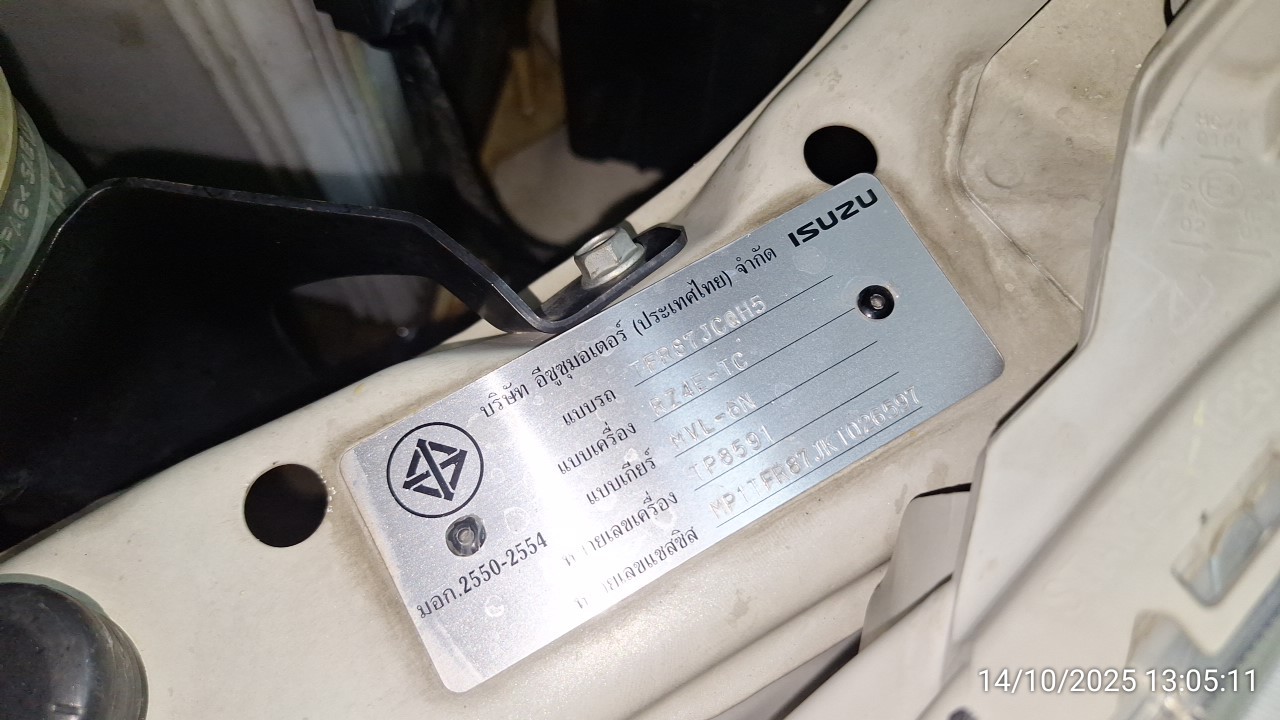 ISUZU
บริษัท อีซูซุมอเตอร์ (ประเทศไทย) จำกัด
แบบรถ TFR87JCQH5
แบบเครื่อง RZ4E-TC
แบบเกียร์ MVL-6N
หมายเลขเครื่อง TP8591
หมายเลขแชสซิส MP1TFR87JKT026597
มอก.2550-2554
14/10/2025 13:05:11